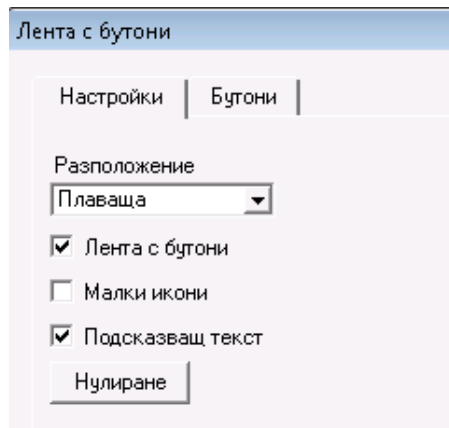 Лента с бутони
Настройки Бутони
Разположение
Плаваща
Лента с бутони
Малки икони
Подсказващ текст
Нулиране